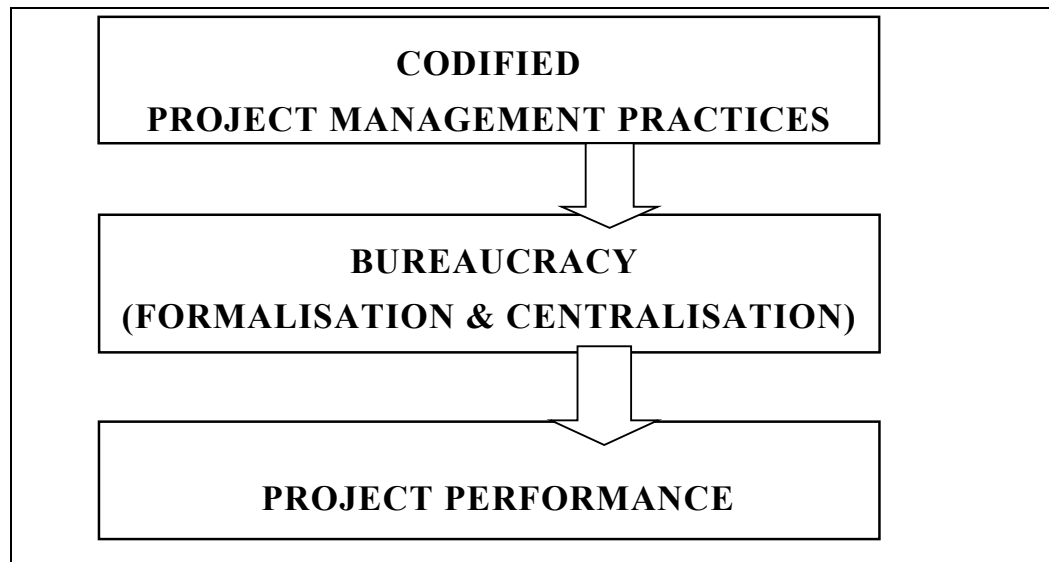 CODIFIED
PROJECT MANAGEMENT PRACTICES
BUREAUCRACY
(FORMALISATION & CENTRALISATION)
PROJECT PERFORMANCE